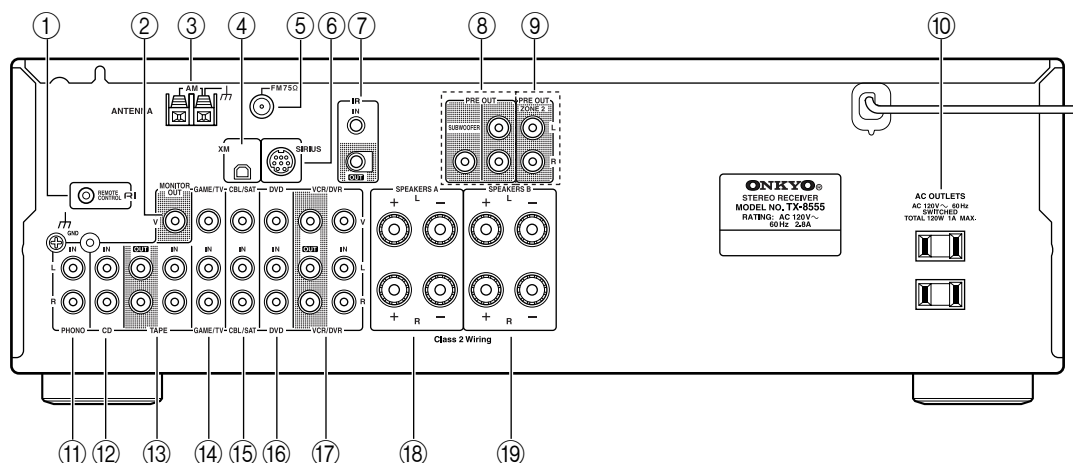 ① ② ③ ④ ⑤ ⑥ ⑦ ⑧ ⑨ ⑩
AM
ANTENNA
FM 75Ω
IR
IN
OUT
PRE OUT
SUBWOOFER
PRE OUT
ZONE 2
L
R
XM
SIRIUS
REMOTE
CONTROL
RI
MONITOR
OUT
GAME/TV CBL/SAT DVD VCR/DVR
V V
GND
SPEAKERS A SPEAKERS B
L L
+ − + −
IN IN OUT IN IN IN IN OUT IN
L L
R R
+ − + −
R R
PHONO CD TAPE GAME/TV CBL/SAT DVD VCR/DVR
Class 2 Wiring
ONKYO®
STEREO RECEIVER
MODEL NO. TX-8555
RATING: AC 120V～
60Hz 2.8A
AC OUTLETS
AC 120V～ 60Hz
SWITCHED
TOTAL 120W 1A MAX.
⑪ ⑫ ⑬ ⑭ ⑮ ⑯ ⑰ ⑱ ⑲